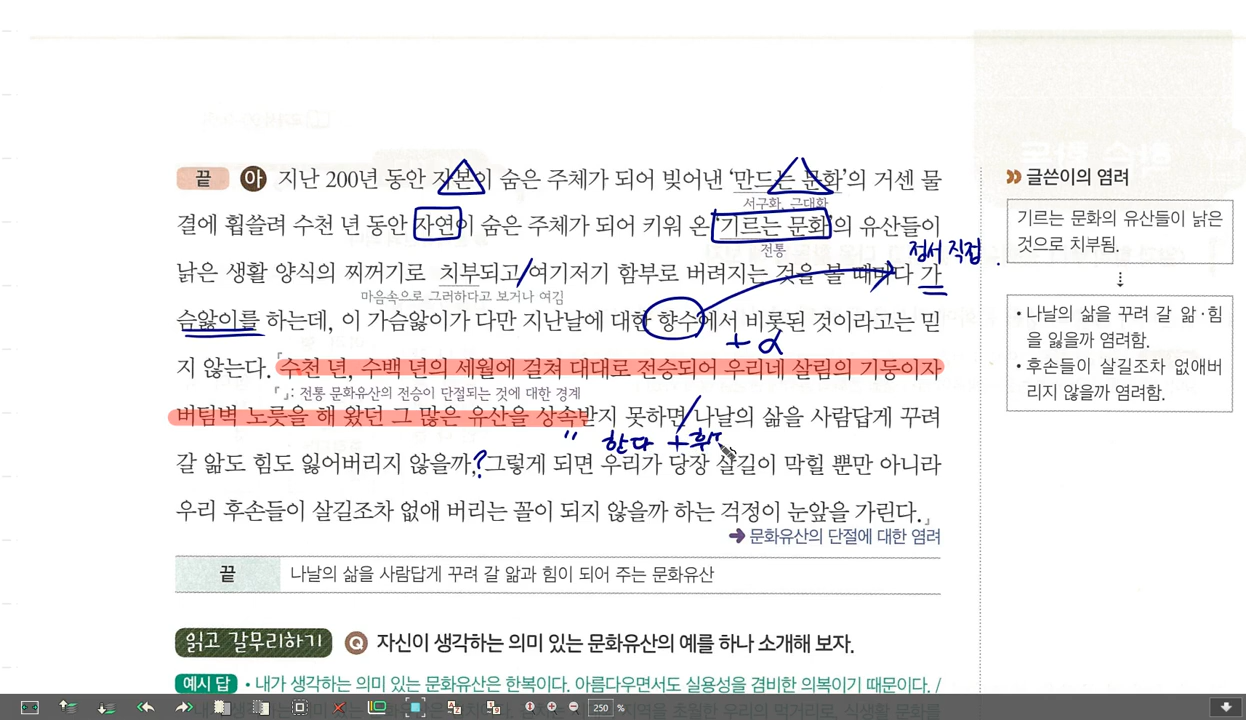 끝 아 지난 200년 동안 자본이 숨은 주체가 되어 빚어낸 ‘만드는 문화’의 거센 물
서구화, 근대화
결에 휩쓸려 수천 년 동안 자연이 숨은 주체가 되어 키워 온 ‘기르는 문화’의 유산들이
전통
정서 직접
낡은 생활 양식의 찌꺼기로 치부되고/여기저기 함부로 버려지는 것을 볼 때마다 가
마음속으로 그러하다고 보거나 여김
슴앓이를 하는데, 이 가슴앓이가 다만 지난날에 대한 향수에서 비롯된 것이라고는 믿
+ α
지 않는다.『수천 년, 수백 년의 세월에 걸쳐 대대로 전승되어 우리네 살림의 기둥이자
『 』: 전통 문화유산의 전승이 단절되는 것에 대한 경계
버팀벽 노릇을 해 왔던 그 많은 유산을 상속받지 못하면/나날의 삶을 사람답게 꾸려
" 한다 +
갈 앎도 힘도 잃어버리지 않을까,? 그렇게 되면 우리가 당장 살길이 막힐 뿐만 아니라
우리 후손들이 살길조차 없애 버리는 꼴이 되지 않을까 하는 걱정이 눈앞을 가린다.』
➔ 문화유산의 단절에 대한 염려
끝 나날의 삶을 사람답게 꾸려 갈 앎과 힘이 되어 주는 문화유산
읽고 갈무리하기 Q 자신이 생각하는 의미 있는 문화유산의 예를 하나 소개해 보자.
예시 답 • 내가 생각하는 의미 있는 문화유산은 한복이다. 아름다우면서도 실용성을 겸비한 의복이기 때문이다. /
글쓴이의 염려
기르는 문화의 유산들이 낡은
것으로 치부됨.
• 나날의 삶을 꾸려 갈 앎·힘
을 잃을까 염려함.
• 후손들이 살길조차 없애버
리지 않을까 염려함.
250 %